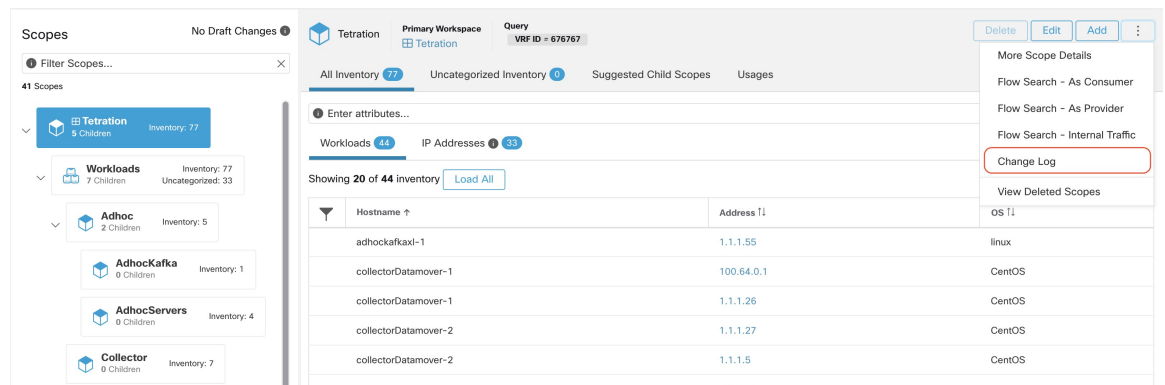 Scopes
No Draft Changes
Filter Scopes...
41 Scopes
Tetration
5 Children
Inventory: 77
Workloads
7 Children
Inventory: 77
Uncategorized: 33
Adhoc
2 Children
Inventory: 5
AdhocKafka
0 Children
Inventory: 1
AdhocServers
0 Children
Inventory: 4
Collector
0 Children
Inventory: 7
Tetration
Primary Workspace
Tetration
Query
VRF ID = 676767
Delete
Edit
Add
More Scope Details
Flow Search - As Consumer
Flow Search - As Provider
Flow Search - Internal Traffic
Change Log
View Deleted Scopes
All Inventory 77
Uncategorized Inventory 0
Suggested Child Scopes
Usages
Enter attributes...
Workloads 44
IP Addresses 33
Showing 20 of 44 inventory Load All
Hostname ↑ Address ↑↓ OS ↑↓
adhockafkaxl-1 1.1.1.55 linux
collectorDatamover-1 100.64.0.1 CentOS
collectorDatamover-1 1.1.1.26 CentOS
collectorDatamover-2 1.1.1.27 CentOS
collectorDatamover-2 1.1.1.5 CentOS